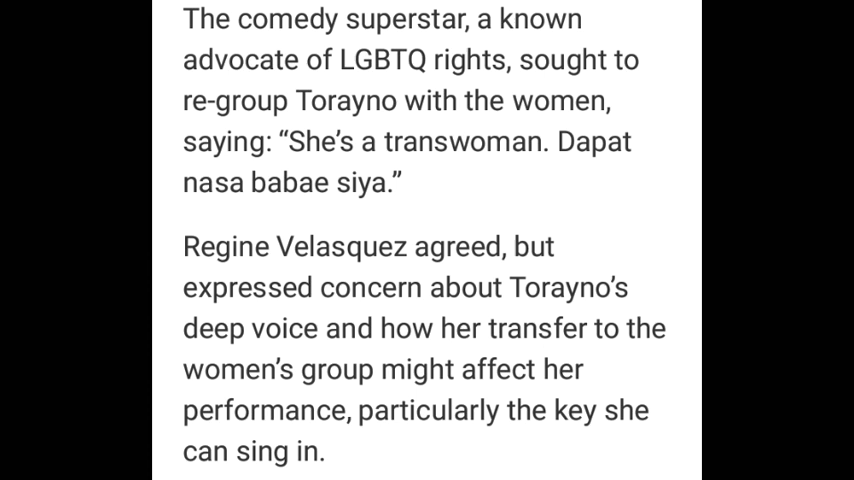 The comedy superstar, a known
advocate of LGBTQ rights, sought to
re-group Torayno with the women,
saying: “She’s a transwoman. Dapat
nasa babae siya.”
Regine Velasquez agreed, but
expressed concern about Torayno’s
deep voice and how her transfer to the
women’s group might affect her
performance, particularly the key she
can sing in.